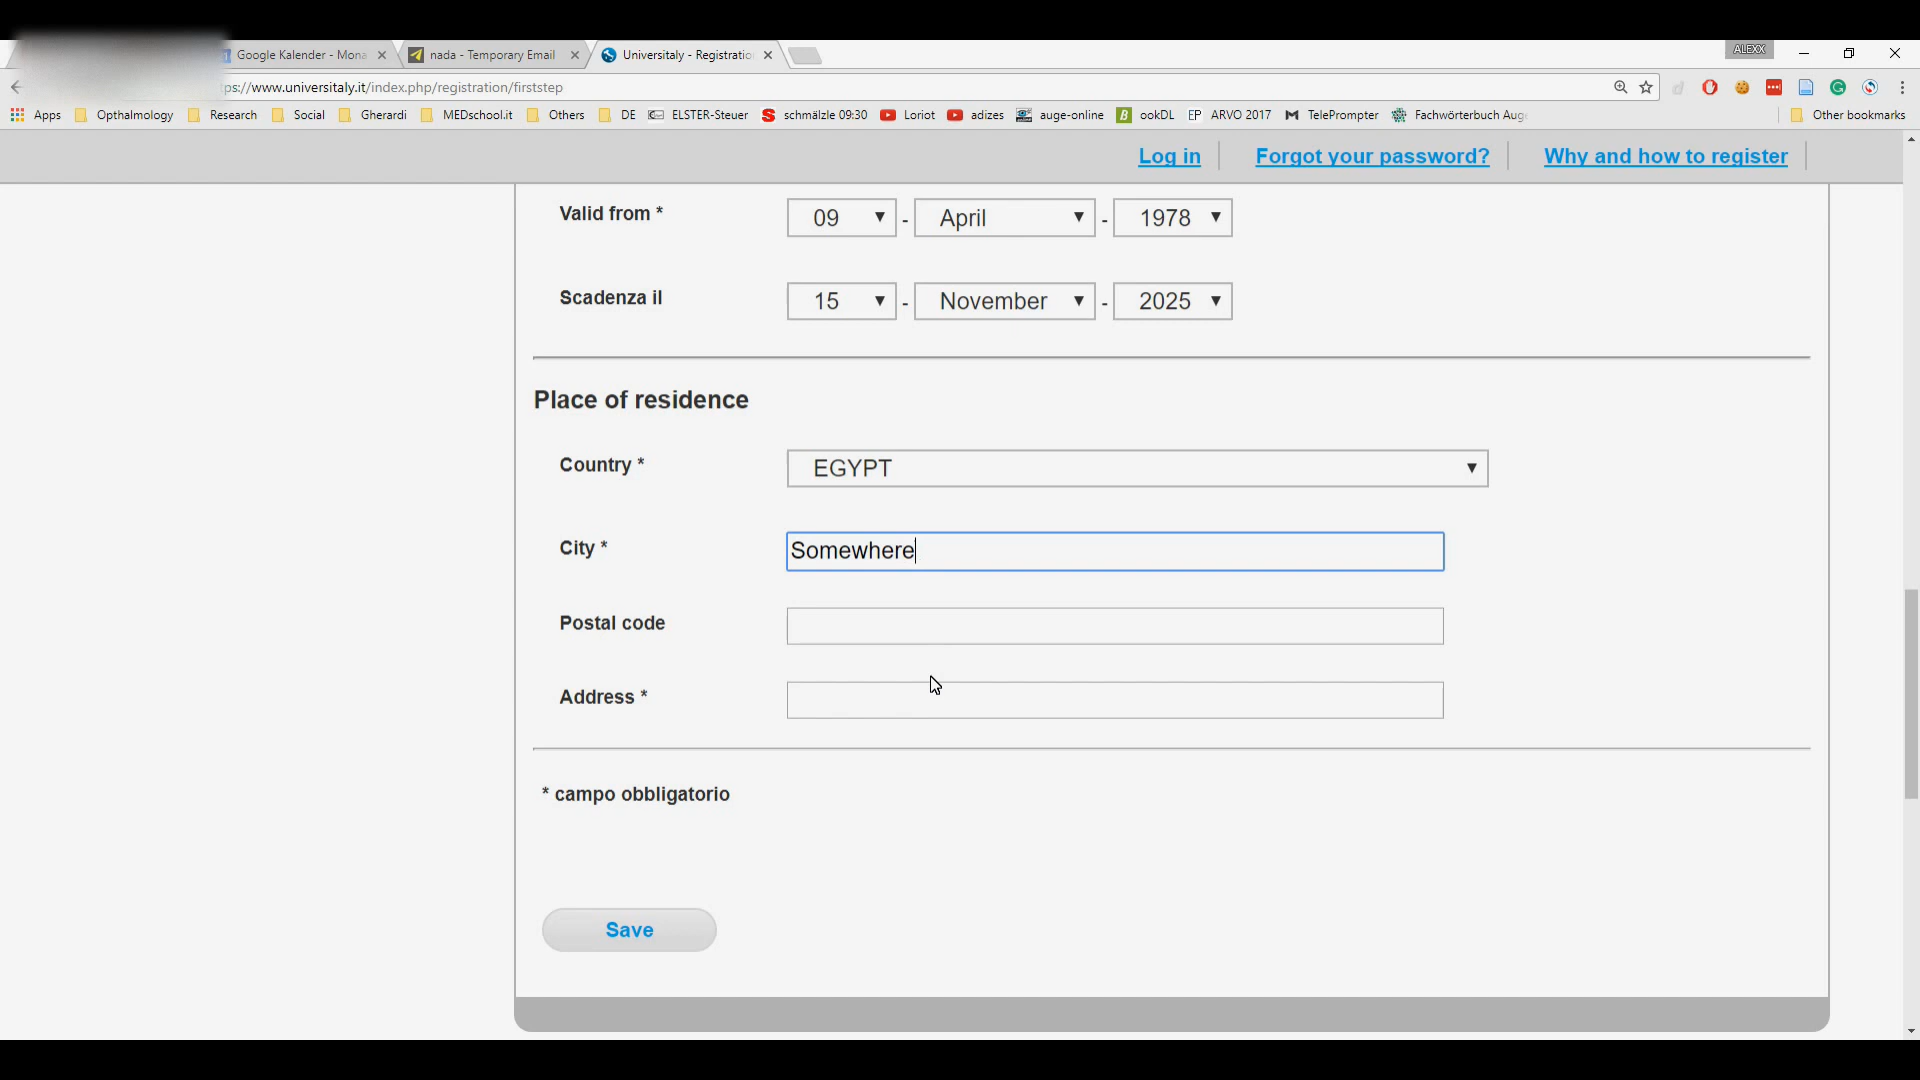 ALEXX
Google Kalender - Mona
nada - Temporary Email
Universitaly - Registratio
ps://www.universitaly.it/index.php/registration/firststep
Apps Opthalmology Research Social Gherardi MEDschool.it Others DE ELSTER-Steuer schmälzle 09:30 Loriot adizes auge-online B ookDL EP ARVO 2017 TelePrompter Fachwörterbuch Auge Other bookmarks
Log in Forgot your password? Why and how to register
Valid from * 09 - April - 1978
Scadenza il 15 - November - 2025
Place of residence
Country * EGYPT
City * Somewhere
Postal code
Address *
* campo obbligatorio
Save